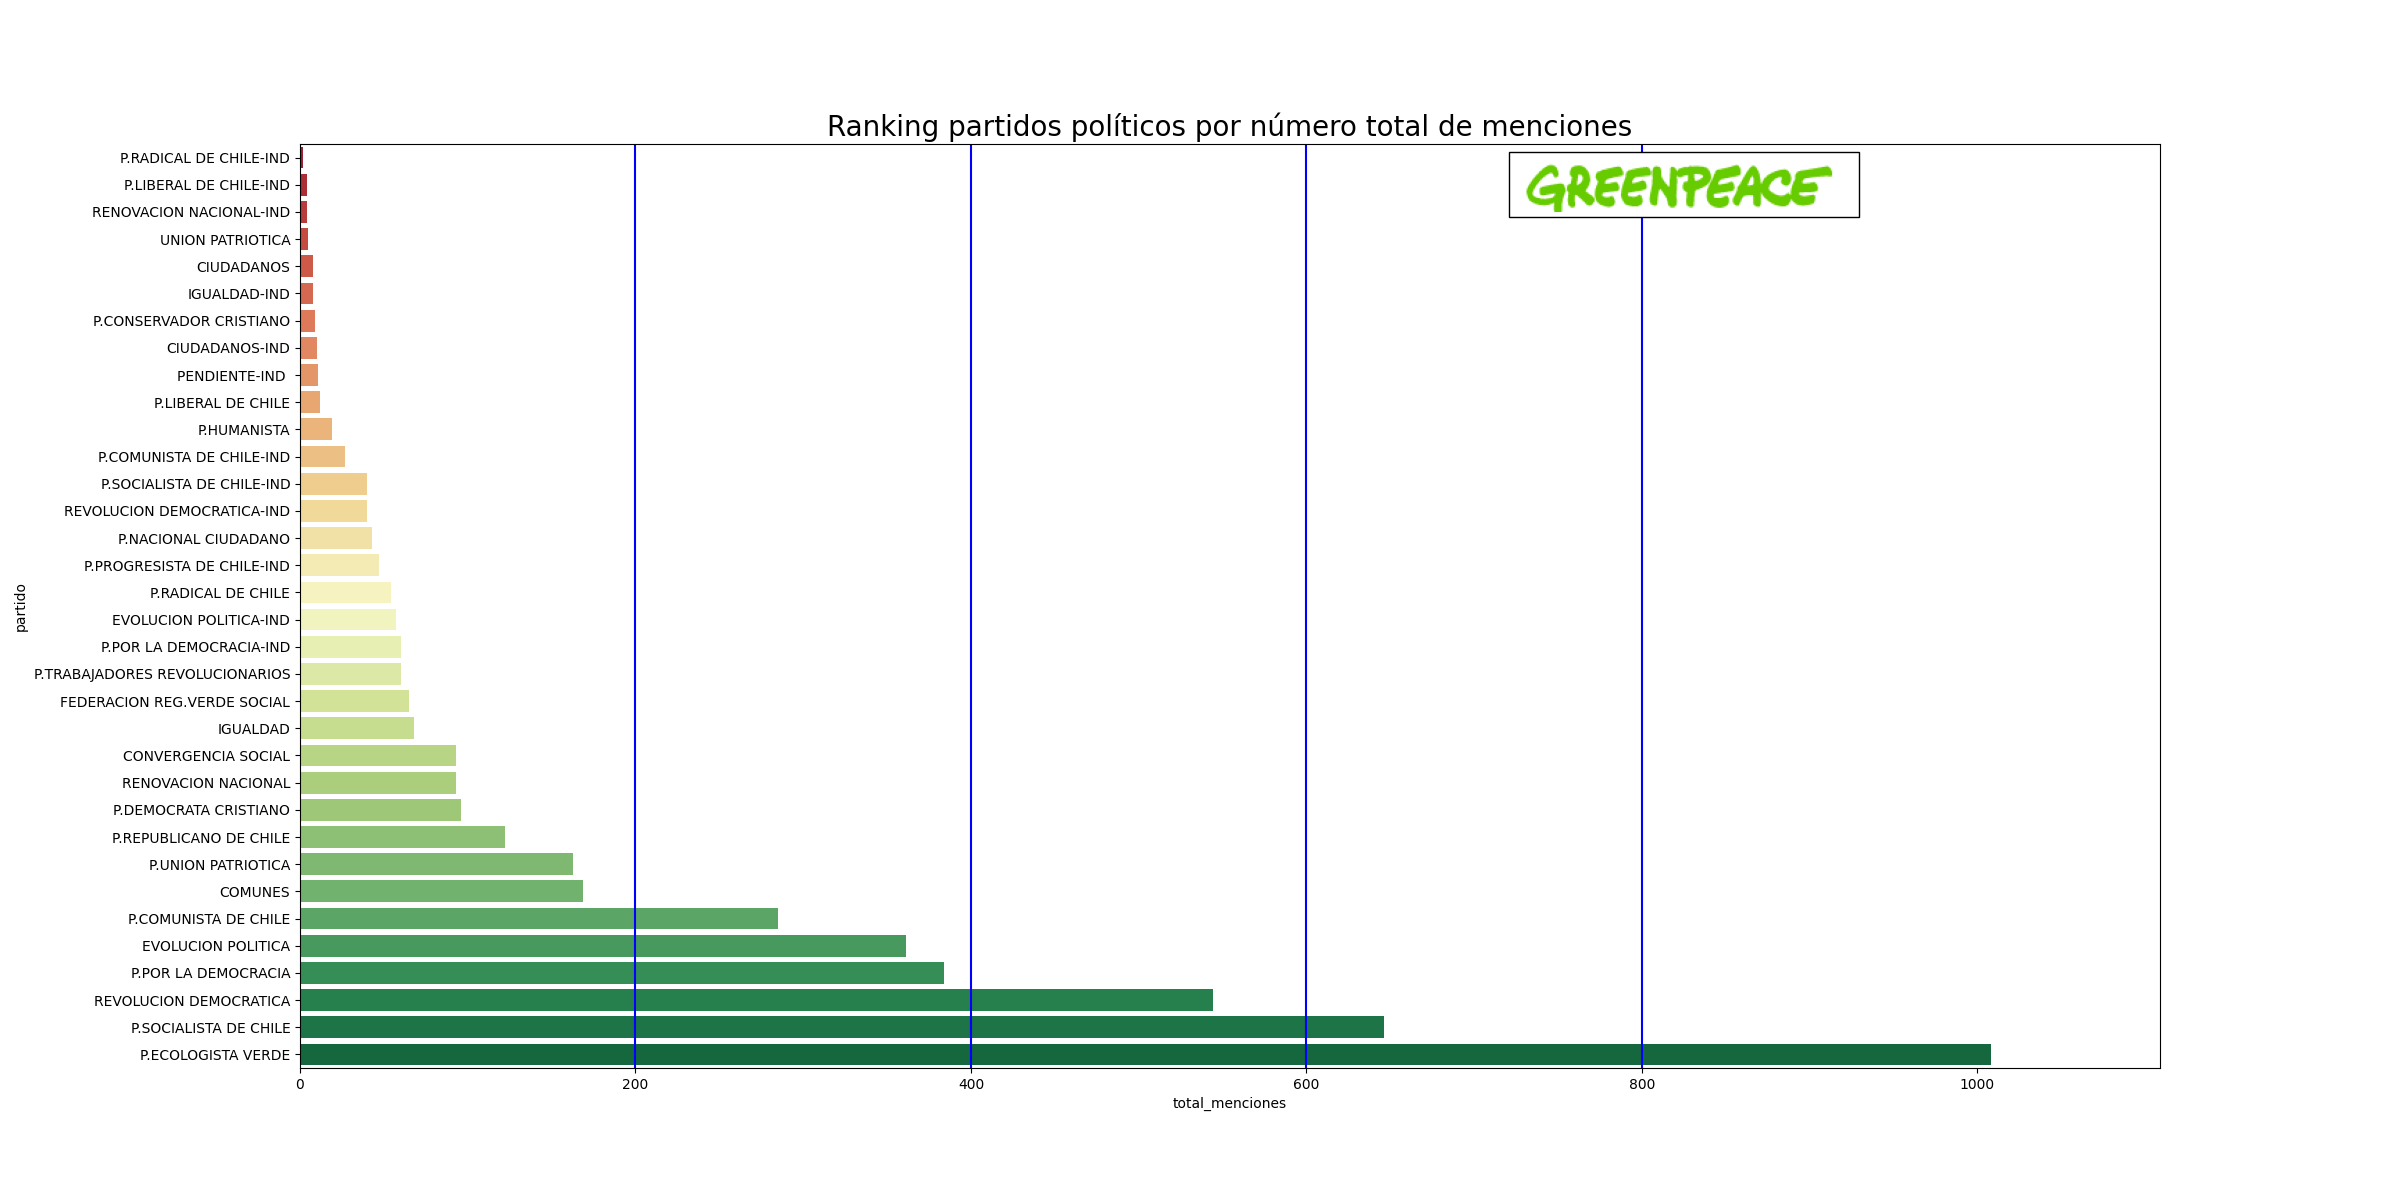 Ranking partidos políticos por número total de menciones
GREENPEACE
partido
P.RADICAL DE CHILE-IND
P.LIBERAL DE CHILE-IND
RENOVACION NACIONAL-IND
UNION PATRIOTICA
CIUDADANOS
IGUALDAD-IND
P.CONSERVADOR CRISTIANO
CIUDADANOS-IND
PENDIENTE-IND
P.LIBERAL DE CHILE
P.HUMANISTA
P.COMUNISTA DE CHILE-IND
P.SOCIALISTA DE CHILE-IND
REVOLUCION DEMOCRATICA-IND
P.NACIONAL CIUDADANO
P.PROGRESISTA DE CHILE-IND
P.RADICAL DE CHILE
EVOLUCION POLITICA-IND
P.POR LA DEMOCRACIA-IND
P.TRABAJADORES REVOLUCIONARIOS
FEDERACION REG.VERDE SOCIAL
IGUALDAD
CONVERGENCIA SOCIAL
RENOVACION NACIONAL
P.DEMOCRATA CRISTIANO
P.REPUBLICANO DE CHILE
P.UNION PATRIOTICA
COMUNES
P.COMUNISTA DE CHILE
EVOLUCION POLITICA
P.POR LA DEMOCRACIA
REVOLUCION DEMOCRATICA
P.SOCIALISTA DE CHILE
P.ECOLOGISTA VERDE
0 200 400 600 800 1000
total_menciones